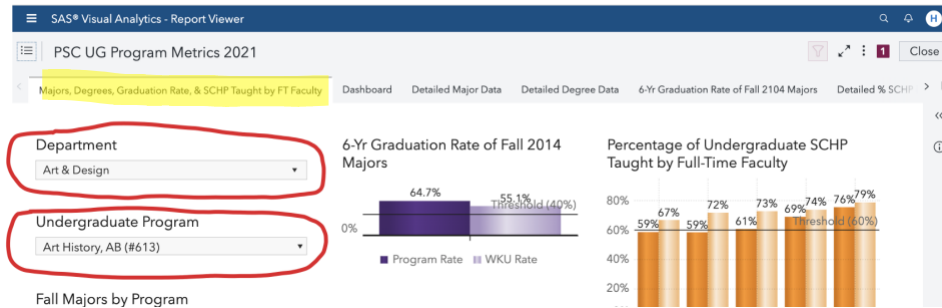 SAS® Visual Analytics - Report Viewer
H
PSC UG Program Metrics 2021
1
Close
Majors, Degrees, Graduation Rate, & SCHP Taught by FT Faculty
Dashboard
Detailed Major Data
Detailed Degree Data
6-Yr Graduation Rate of Fall 2104 Majors
Detailed % SCHP
Department
Art & Design
Undergraduate Program
Art History, AB (#613)
Fall Majors by Program
6-Yr Graduation Rate of Fall 2014
Majors
64.7%
55.1%
Threshold (40%)
0%
Program Rate
WKU Rate
Percentage of Undergraduate SCHP
Taught by Full-Time Faculty
80%
60%
40%
20%
59%
67%
59%
72%
61%
73%
69%
74%
76%
79%
Threshold (60%)